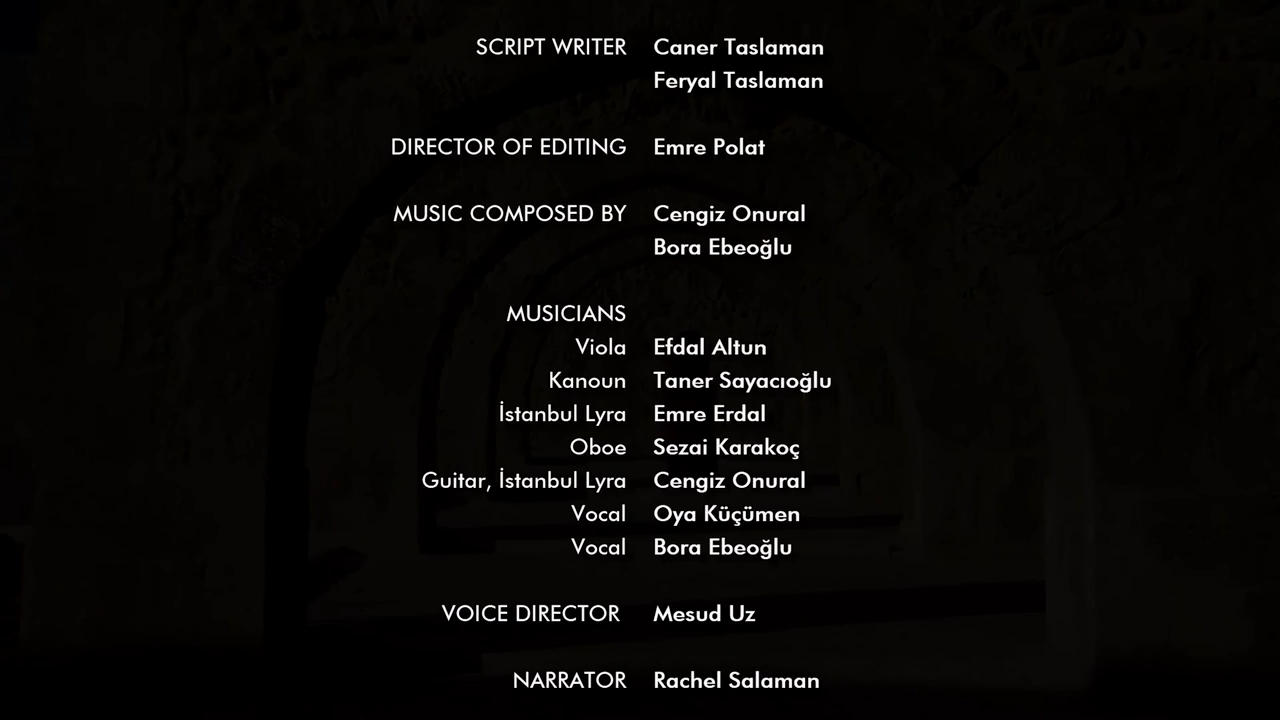 SCRIPT WRITER Caner Taslaman
Feryal Taslaman
DIRECTOR OF EDITING Emre Polat
MUSIC COMPOSED BY Cengiz Onural
Bora Ebeoğlu
MUSICIANS
Viola Efdal Altun
Kanoun Taner Sayacıoğlu
İstanbul Lyra Emre Erdal
Oboe Sezai Karakoç
Guitar, İstanbul Lyra Cengiz Onural
Vocal Oya Küçümen
Vocal Bora Ebeoğlu
VOICE DIRECTOR Mesud Uz
NARRATOR Rachel Salaman